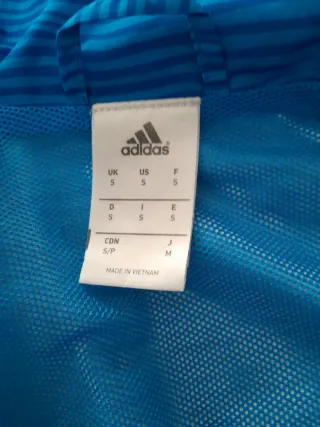 adidas
UK US F
S S S
D I E
S S S
CDN J
S/P M
MADE IN VIETNAM